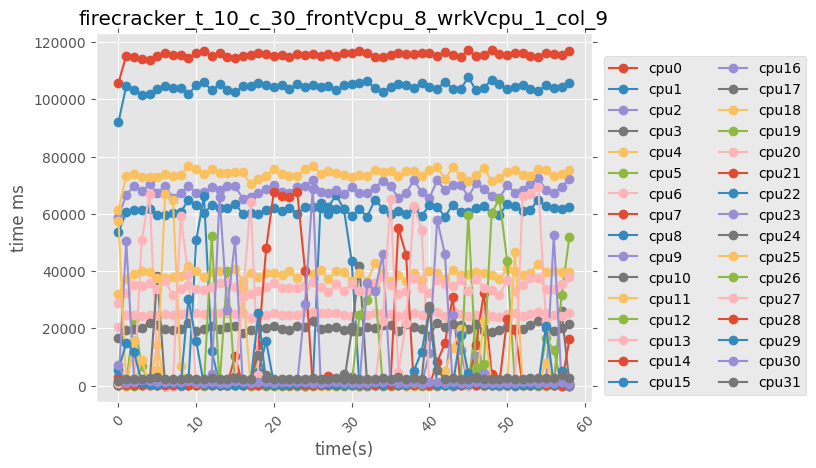 firecracker_t_10_c_30_frontVcpu_8_wrkVcpu_1_col_9
120000
100000
80000
60000
40000
20000
0
time ms
0 10 20 30 40 50 60
time(s)
cpu0 cpu16
cpu1 cpu17
cpu2 cpu18
cpu3 cpu19
cpu4 cpu20
cpu5 cpu21
cpu6 cpu22
cpu7 cpu23
cpu8 cpu24
cpu9 cpu25
cpu10 cpu26
cpu11 cpu27
cpu12 cpu28
cpu13 cpu29
cpu14 cpu30
cpu15 cpu31